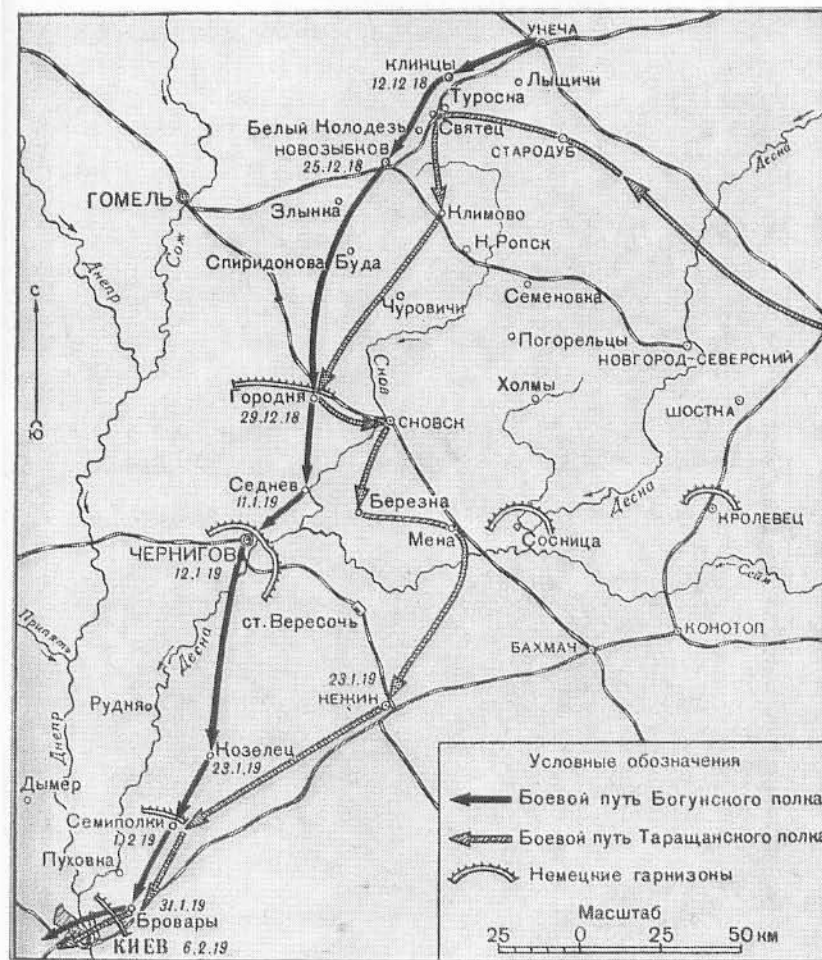 УНЕЧА
КЛИНЦЫ
12.12 18
Лыщичи
Туросна
Белый Колодезь
Святец
НОВОЗЫБКОВ
СТАРОДУБ
25.12.18
Десна
ГОМЕЛЬ
Злынка
Климово
Сож
Днепр
Н. Ропск
Спиридонова Буда
С
Чуровичи
Семеновка
Погорельцы
НОВГОРОД-СЕВЕРСКИЙ
Снов
Ю
Городня
Холмы
ШОСТКА
29.12.18
СНОВСК
Седнев
11.1.19
Березна
Десна
КРОЛЕВЕЦ
Мена
Сосница
ЧЕРНИГОВ
12.1 19
Сейм
Припять
ст. Вересочь
КОНОТОП
Десна
БАХМАЧ
23.1.19
НЕЖИН
Рудня
Днепр
Козелец
23.1.19
Дымер
Семиполки
1.2 19
Пуховка
31.1.19
Бровары
КИЕВ 6.2.19
Условные обозначения
Боевой путь Богунского полка
Боевой путь Таращанского полка
Немецкие гарнизоны
Масштаб
25 0 25 50 км